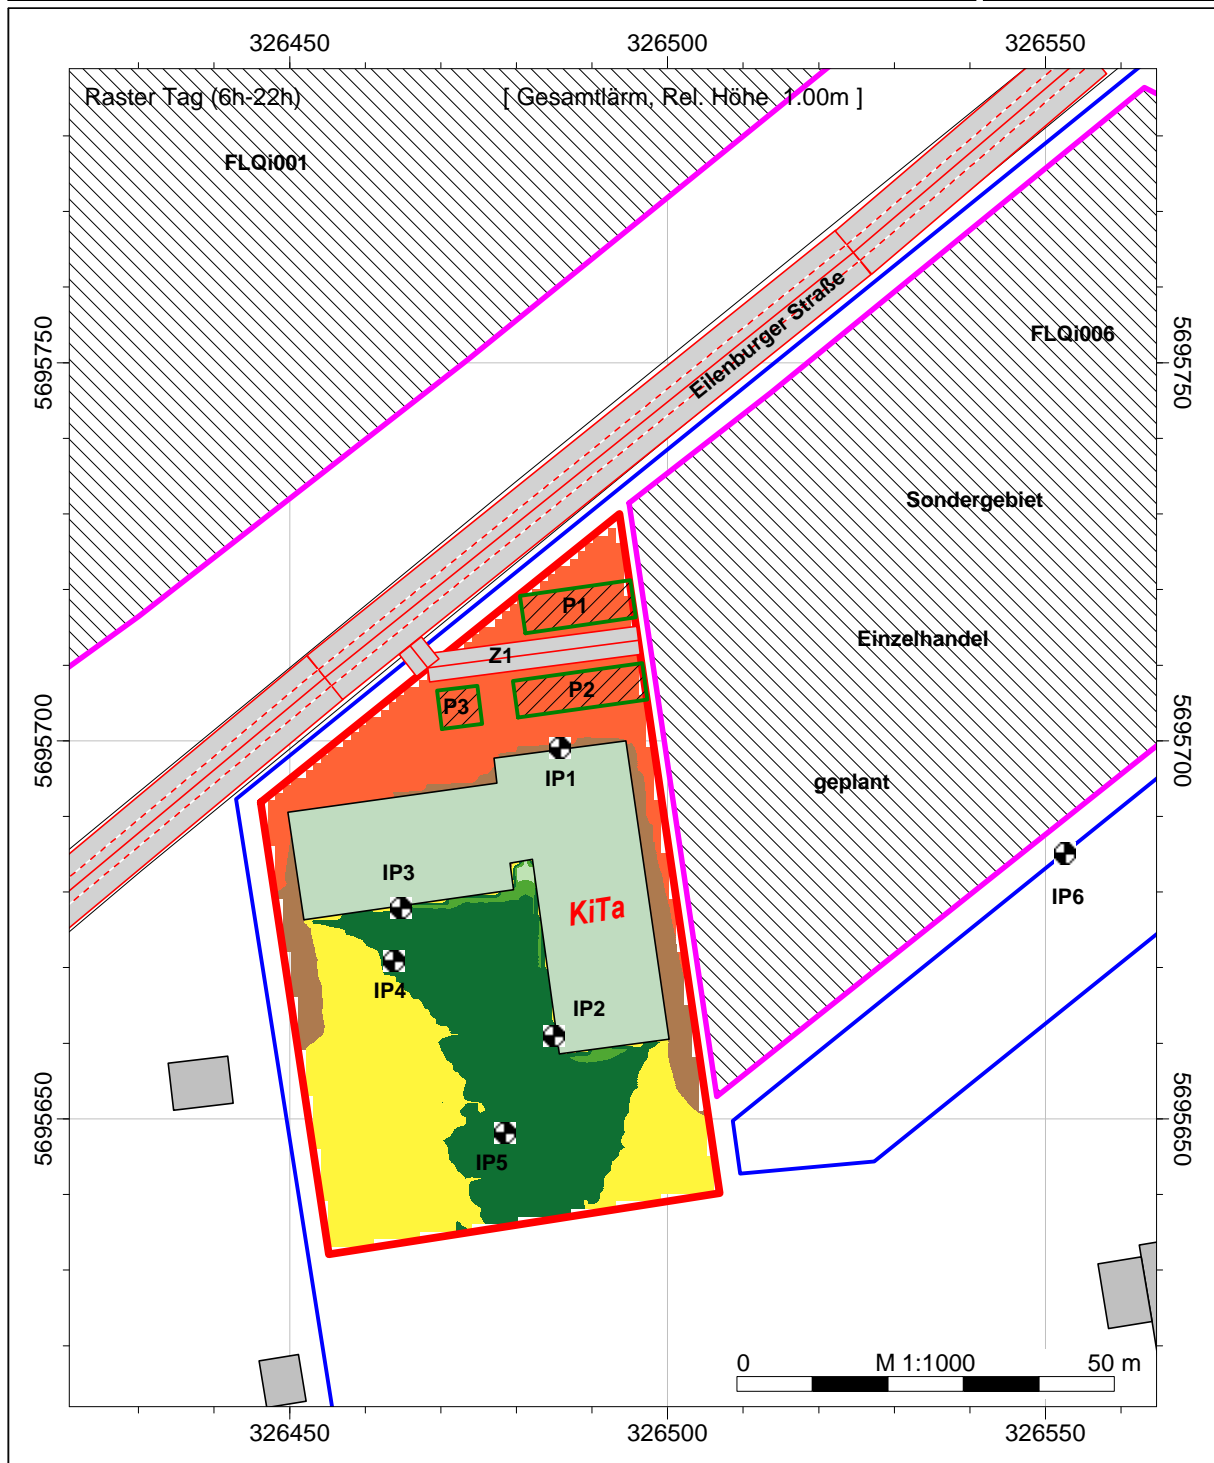 326450 326500 326550
Raster Tag (6h-22h) [ Gesamtlärm, Rel. Höhe 1.00m ]
FLQi001
Eilenburger Straße
FLQi006
5695750 5695750
Sondergebiet
P1
Einzelhandel
Z1
P2
P3
5695700 5695700
IP1
geplant
IP3
IP6
KiTa
IP4
IP2
5695650 5695650
IP5
0 M 1:1000 50 m
326450 326500 326550